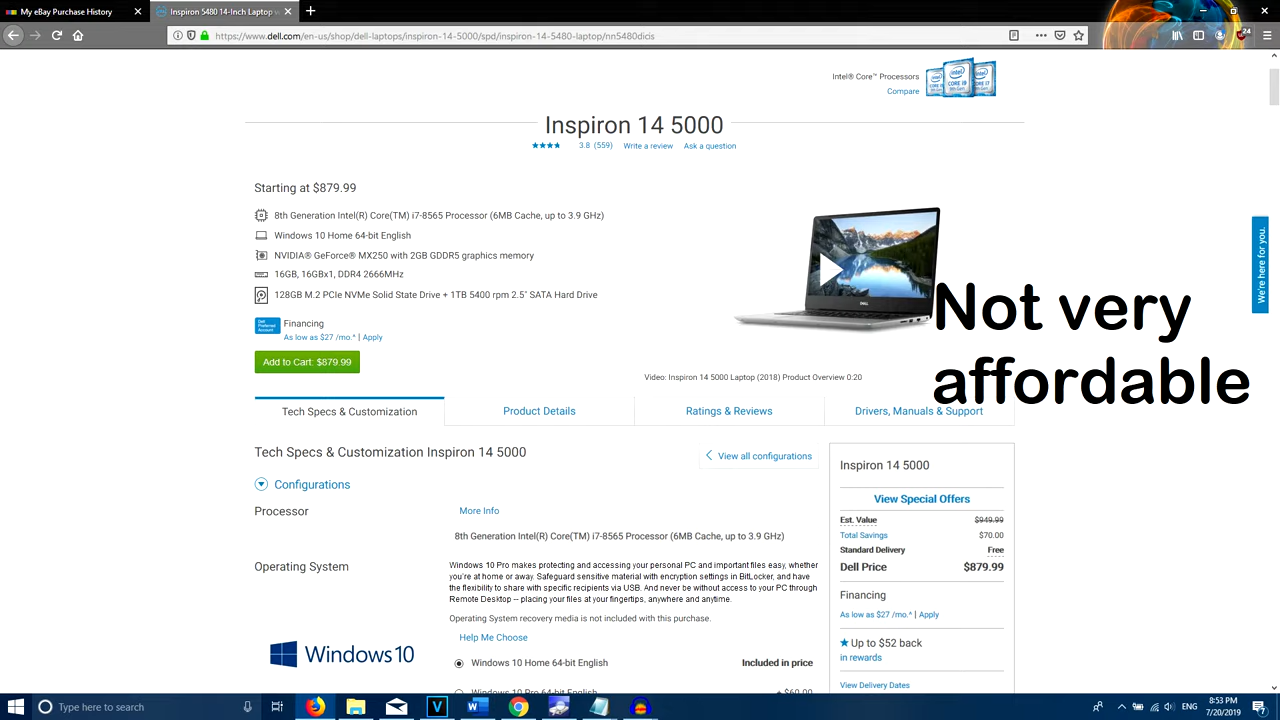 My eBay Purchase History
Inspiron 5480 14-Inch Laptop
https://www.dell.com/en-us/shop/dell-laptops/inspiron-14-5000/spd/inspiron-14-5480-laptop/nn5480dicis
24
Intel® Core™ Processors
Compare
Inspiron 14 5000
3.8 (559) Write a review Ask a question
Starting at $879.99
8th Generation Intel(R) Core(TM) i7-8565 Processor (6MB Cache, up to 3.9 GHz)
Windows 10 Home 64-bit English
NVIDIA® GeForce® MX250 with 2GB GDDR5 graphics memory
16GB, 16GBx1, DDR4 2666MHz
128GB M.2 PCIe NVMe Solid State Drive + 1TB 5400 rpm 2.5" SATA Hard Drive
Dell Preferred Account
Financing
As low as $27 /mo.^ | Apply
Add to Cart: $879.99
DELL
Video: Inspiron 14 5000 Laptop (2018) Product Overview 0:20
Not very
affordable
We're here for you.
Tech Specs & Customization Product Details Ratings & Reviews Drivers, Manuals & Support
Tech Specs & Customization Inspiron 14 5000
View all configurations
Configurations
Processor
More Info
8th Generation Intel(R) Core(TM) i7-8565 Processor (6MB Cache, up to 3.9 GHz)
Operating System
Windows 10 Pro makes protecting and accessing your personal PC and important files easy, whether
you're at home or away. Safeguard sensitive material with encryption settings in BitLocker, and have
the flexibility to share with specific recipients via USB. And never be without access to your PC through
Remote Desktop -- placing your files at your fingertips, anywhere and anytime.
Operating System recovery media is not included with this purchase.
Help Me Choose
Windows 10
Windows 10 Home 64-bit English Included in price
Windows 10 Pro 64-bit English + $60.00
Inspiron 14 5000
View Special Offers
Est. Value $949.99
Total Savings $70.00
Standard Delivery Free
Dell Price $879.99
Financing
As low as $27 /mo.^ | Apply
Up to $52 back
in rewards
View Delivery Dates
Type here to search
ENG
8:53 PM
7/20/2019